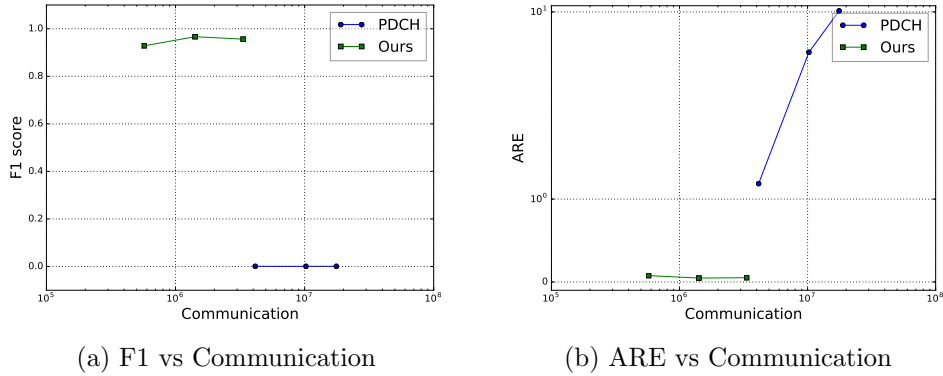 1.0
0.8
0.6
0.4
0.2
0.0
F1 score
10^5
10^6
10^7
10^8
Communication
PDCH
Ours
(a) F1 vs Communication
10^1
10^0
0
ARE
10^5
10^6
10^7
10^8
Communication
PDCH
Ours
(b) ARE vs Communication